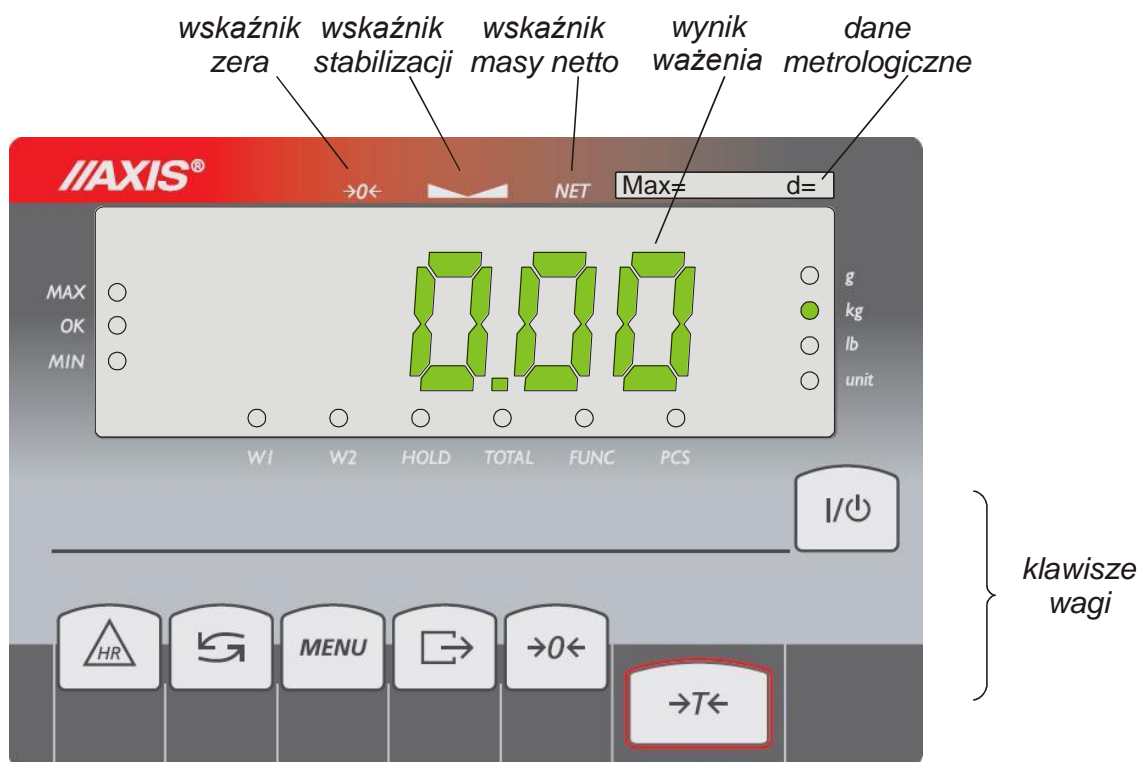 wskaźnik wskaźnik wskaźnik wynik dane
zera stabilizacji masy netto ważenia metrologiczne
//AXIS®
→0← NET Max= d=
0.00
g
MAX
kg
OK
lb
MIN
unit
W1 W2 HOLD TOTAL FUNC PCS
I/⏻
klawisze
wagi
HR MENU →0←
→T←